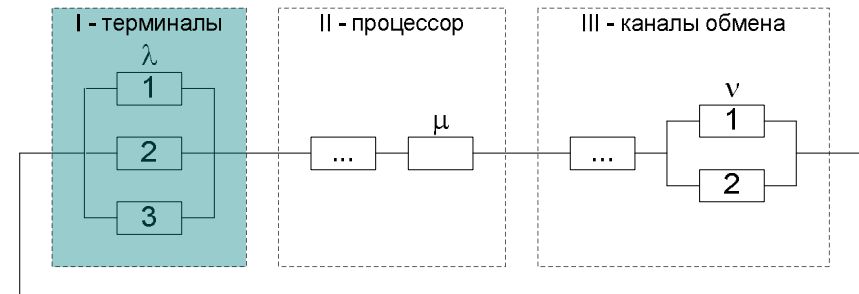 I - терминалы
λ
1
2
3
II - процессор
...
μ
III - каналы обмена
...
ν
1
2